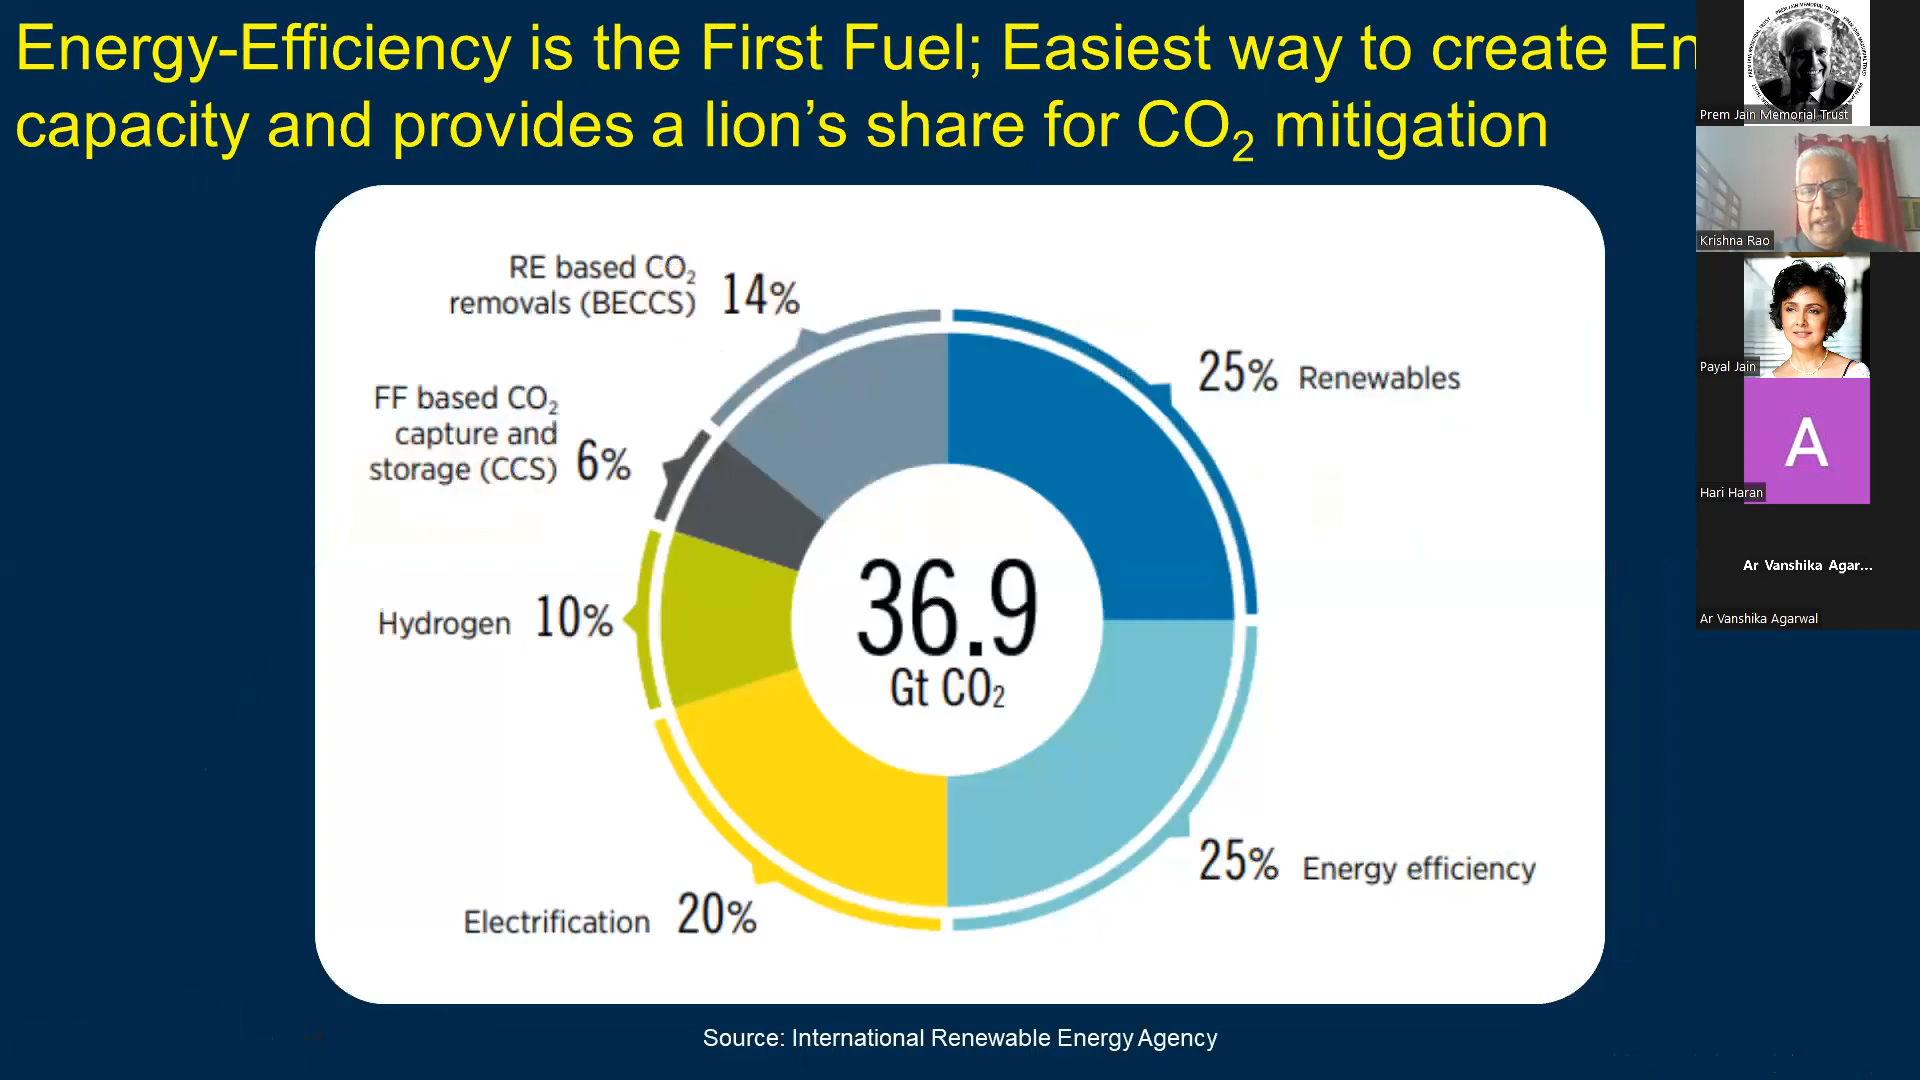 Energy-Efficiency is the First Fuel; Easiest way to create En
capacity and provides a lion’s share for CO₂ mitigation
RE based CO₂
removals (BECCS) 14%
FF based CO₂
capture and
storage (CCS) 6%
Hydrogen 10%
Electrification 20%
25% Renewables
25% Energy efficiency
36.9
Gt CO₂
Source: International Renewable Energy Agency
Prem Jain Memorial Trust
Krishna Rao
Payal Jain
A
Hari Haran
Ar Vanshika Agar...
Ar Vanshika Agarwal